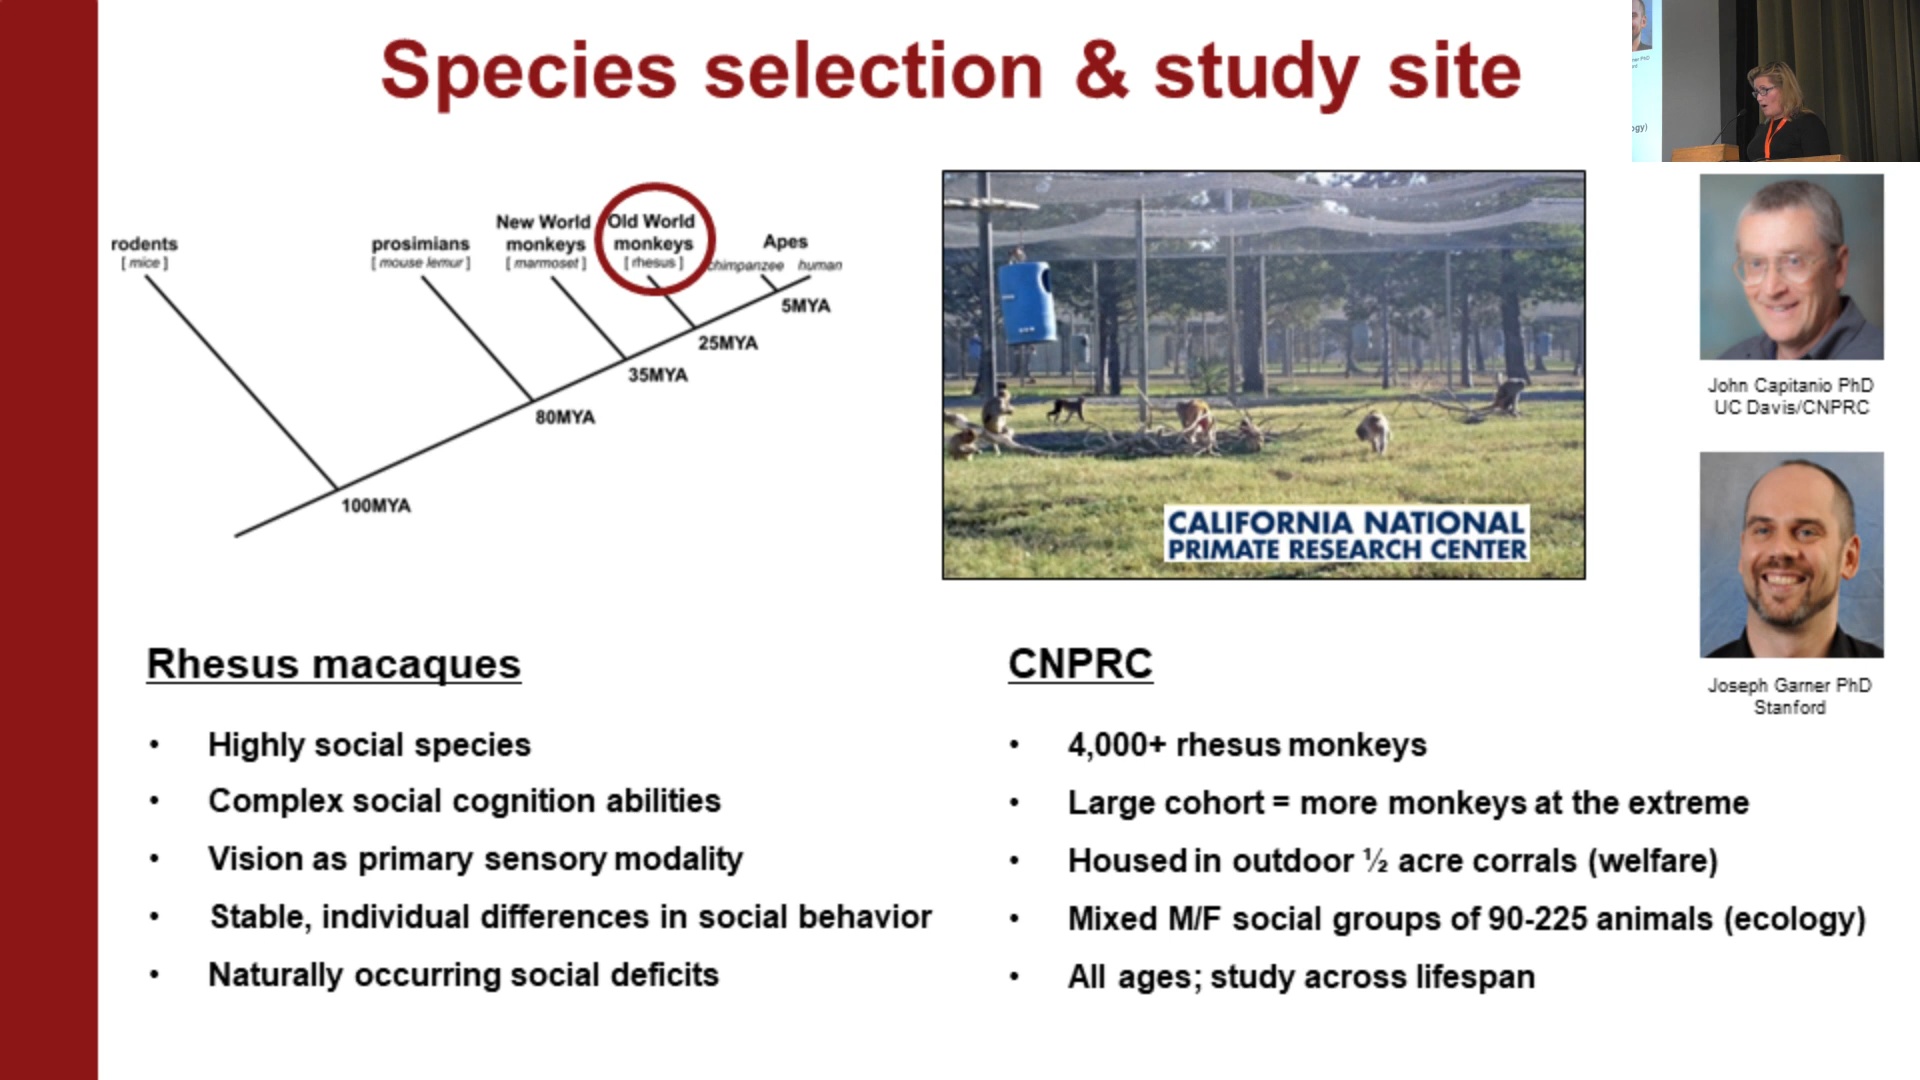 Species selection & study site
rodents
[ mice ]
prosimians
[ mouse lemur ]
New World
monkeys
[ marmoset ]
Old World
monkeys
[ rhesus ]
Apes
chimpanzee human
5MYA
25MYA
35MYA
80MYA
100MYA
CALIFORNIA NATIONAL
PRIMATE RESEARCH CENTER
ogy)
John Capitanio PhD
UC Davis/CNPRC
Joseph Garner PhD
Stanford
Rhesus macaques
• Highly social species
• Complex social cognition abilities
• Vision as primary sensory modality
• Stable, individual differences in social behavior
• Naturally occurring social deficits
CNPRC
• 4,000+ rhesus monkeys
• Large cohort = more monkeys at the extreme
• Housed in outdoor ½ acre corrals (welfare)
• Mixed M/F social groups of 90-225 animals (ecology)
• All ages; study across lifespan